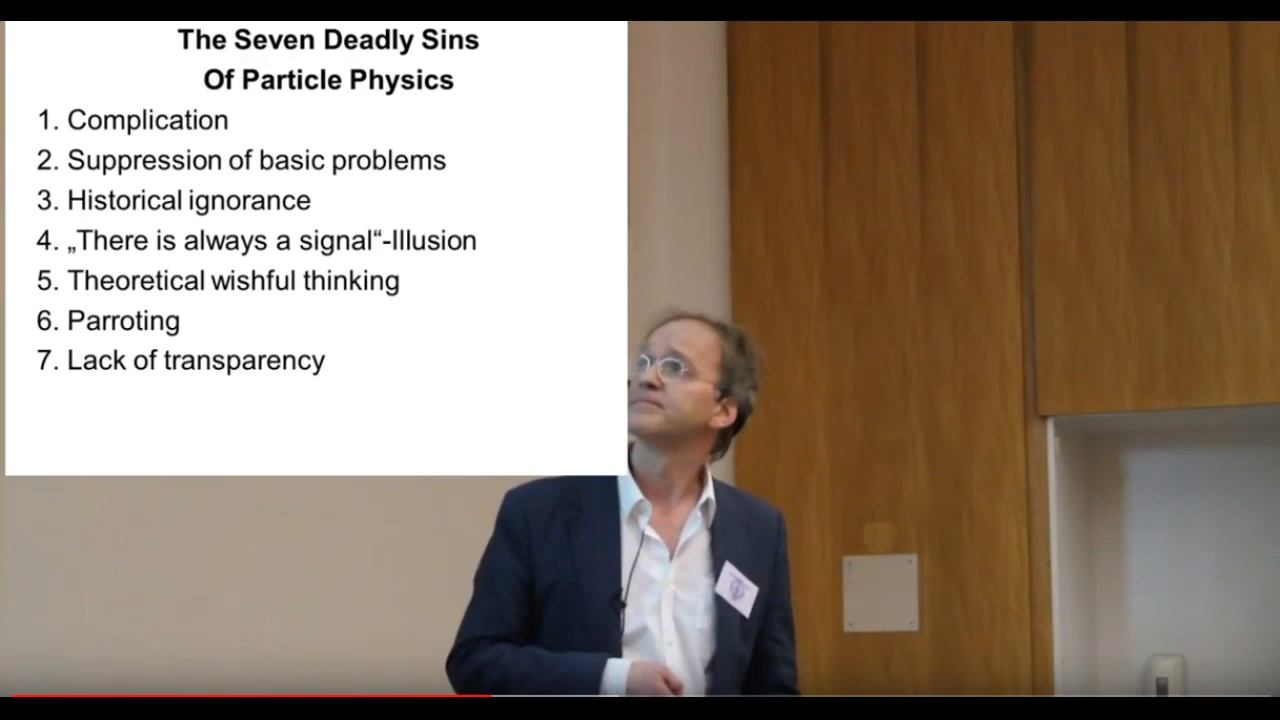 The Seven Deadly Sins
Of Particle Physics
1. Complication
2. Suppression of basic problems
3. Historical ignorance
4. „There is always a signal“-Illusion
5. Theoretical wishful thinking
6. Parroting
7. Lack of transparency